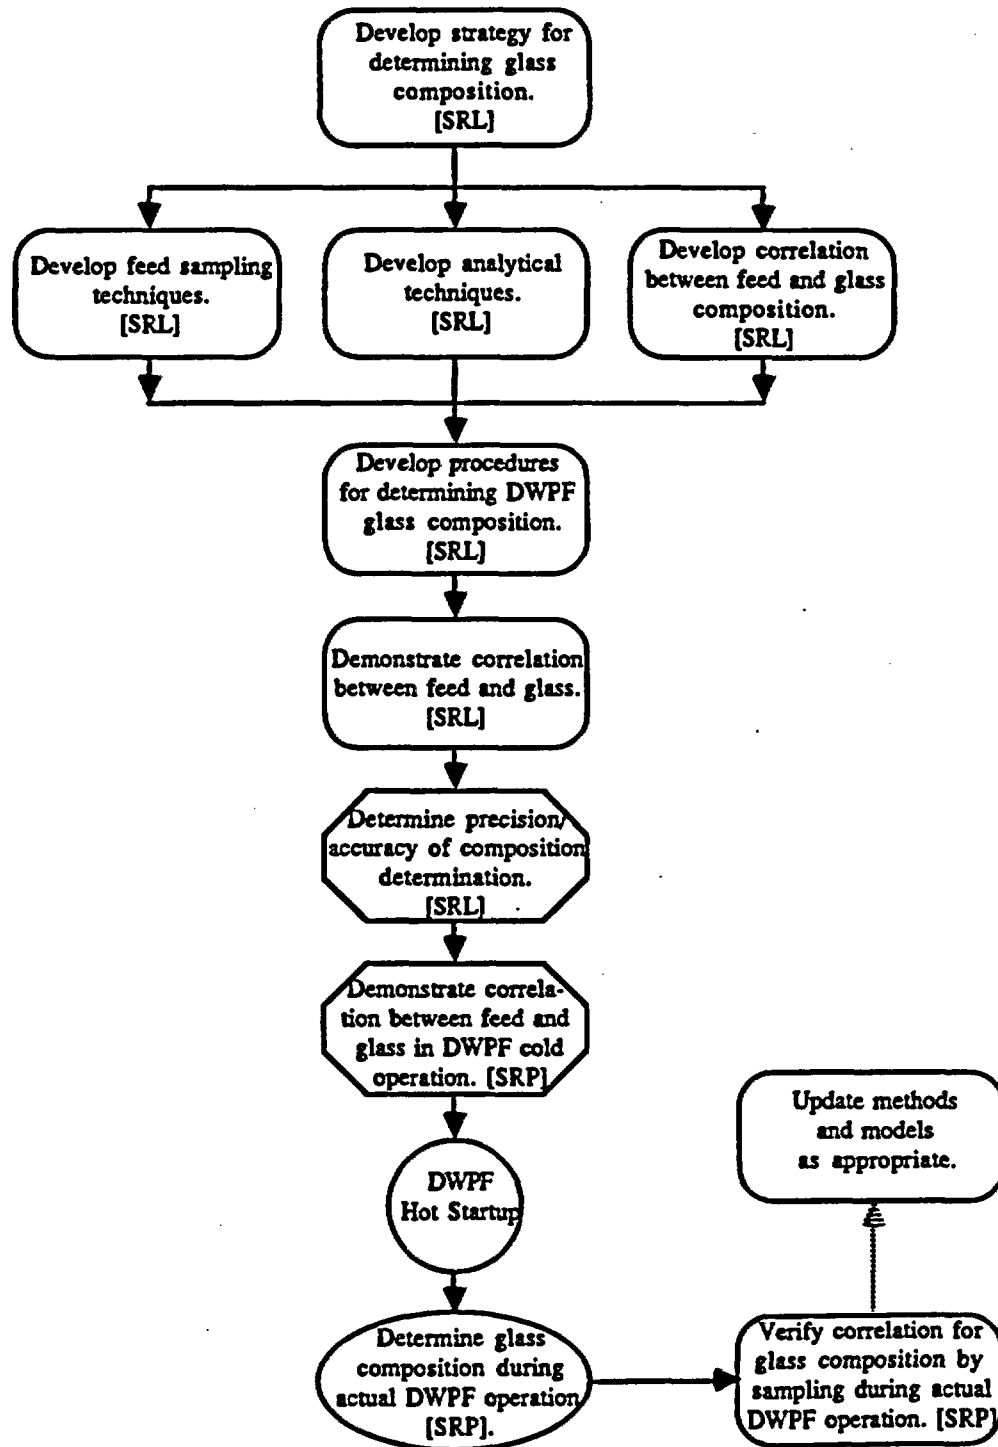 Develop strategy for
determining glass
composition.
[SRL]
Develop feed sampling
techniques.
[SRL]
Develop analytical
techniques.
[SRL]
Develop correlation
between feed and glass
composition.
[SRL]
Develop procedures
for determining DWPF
glass composition.
[SRL]
Demonstrate correlation
between feed and glass.
[SRL]
Determine precision/
accuracy of composition
determination.
[SRL]
Demonstrate correla-
tion between feed and
glass in DWPF cold
operation. [SRP]
DWPF
Hot Startup
Update methods
and models
as appropriate.
Determine glass
composition during
actual DWPF operation
[SRP].
Verify correlation for
glass composition by
sampling during actual
DWPF operation. [SRP]